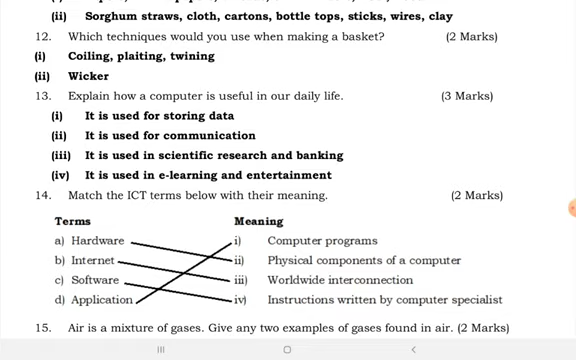 (ii) Sorghum straws, cloth, cartons, bottle tops, sticks, wires, clay
12. Which techniques would you use when making a basket? (2 Marks)
(i) Coiling, plaiting, twining
(ii) Wicker
13. Explain how a computer is useful in our daily life. (3 Marks)
(i) It is used for storing data
(ii) It is used for communication
(iii) It is used in scientific research and banking
(iv) It is used in e-learning and entertainment
14. Match the ICT terms below with their meaning. (2 Marks)
Terms Meaning
a) Hardware i) Computer programs
b) Internet ii) Physical components of a computer
c) Software iii) Worldwide interconnection
d) Application iv) Instructions written by computer specialist
15. Air is a mixture of gases. Give any two examples of gases found in air. (2 Marks)